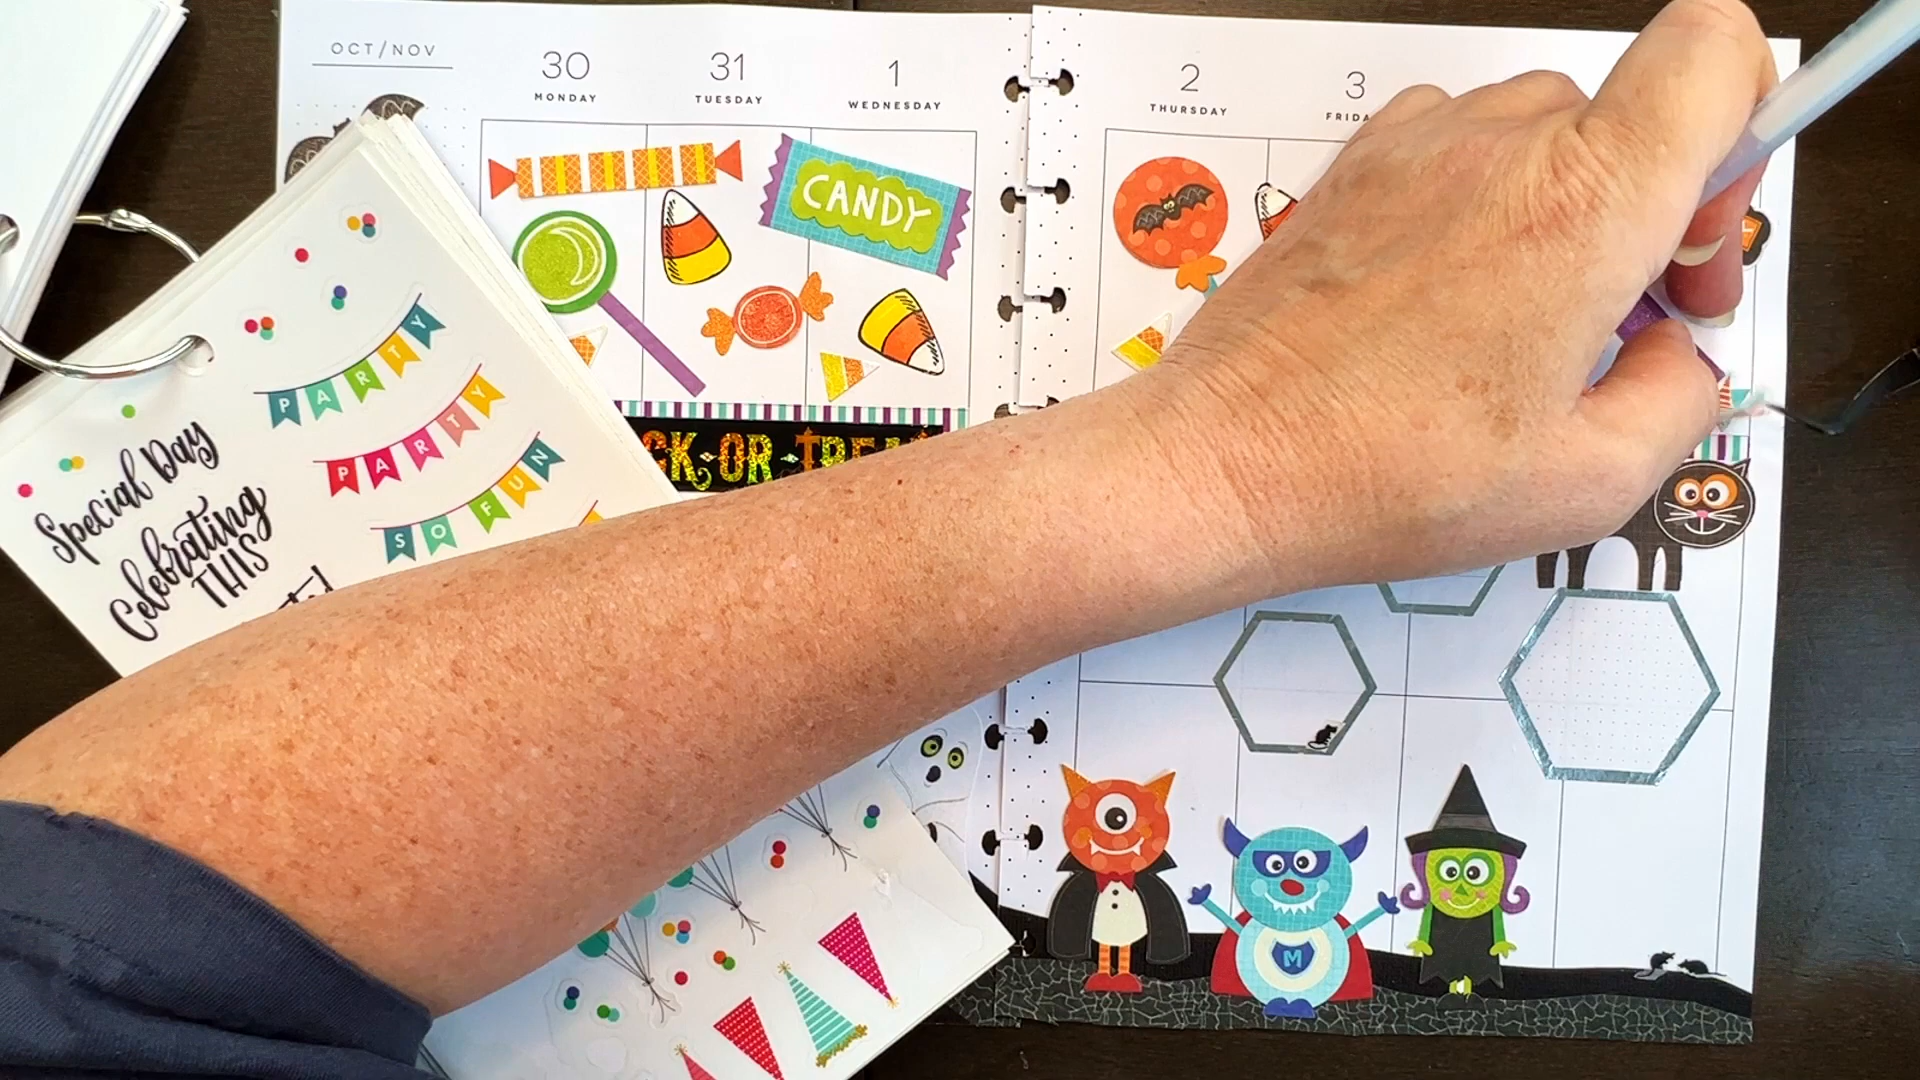 OCT/NOV
30
MONDAY
31
TUESDAY
1
WEDNESDAY
2
THURSDAY
3
CANDY
PARTY
PARTY
SO FUN
Special Day
Celebrating
THIS
OR
M